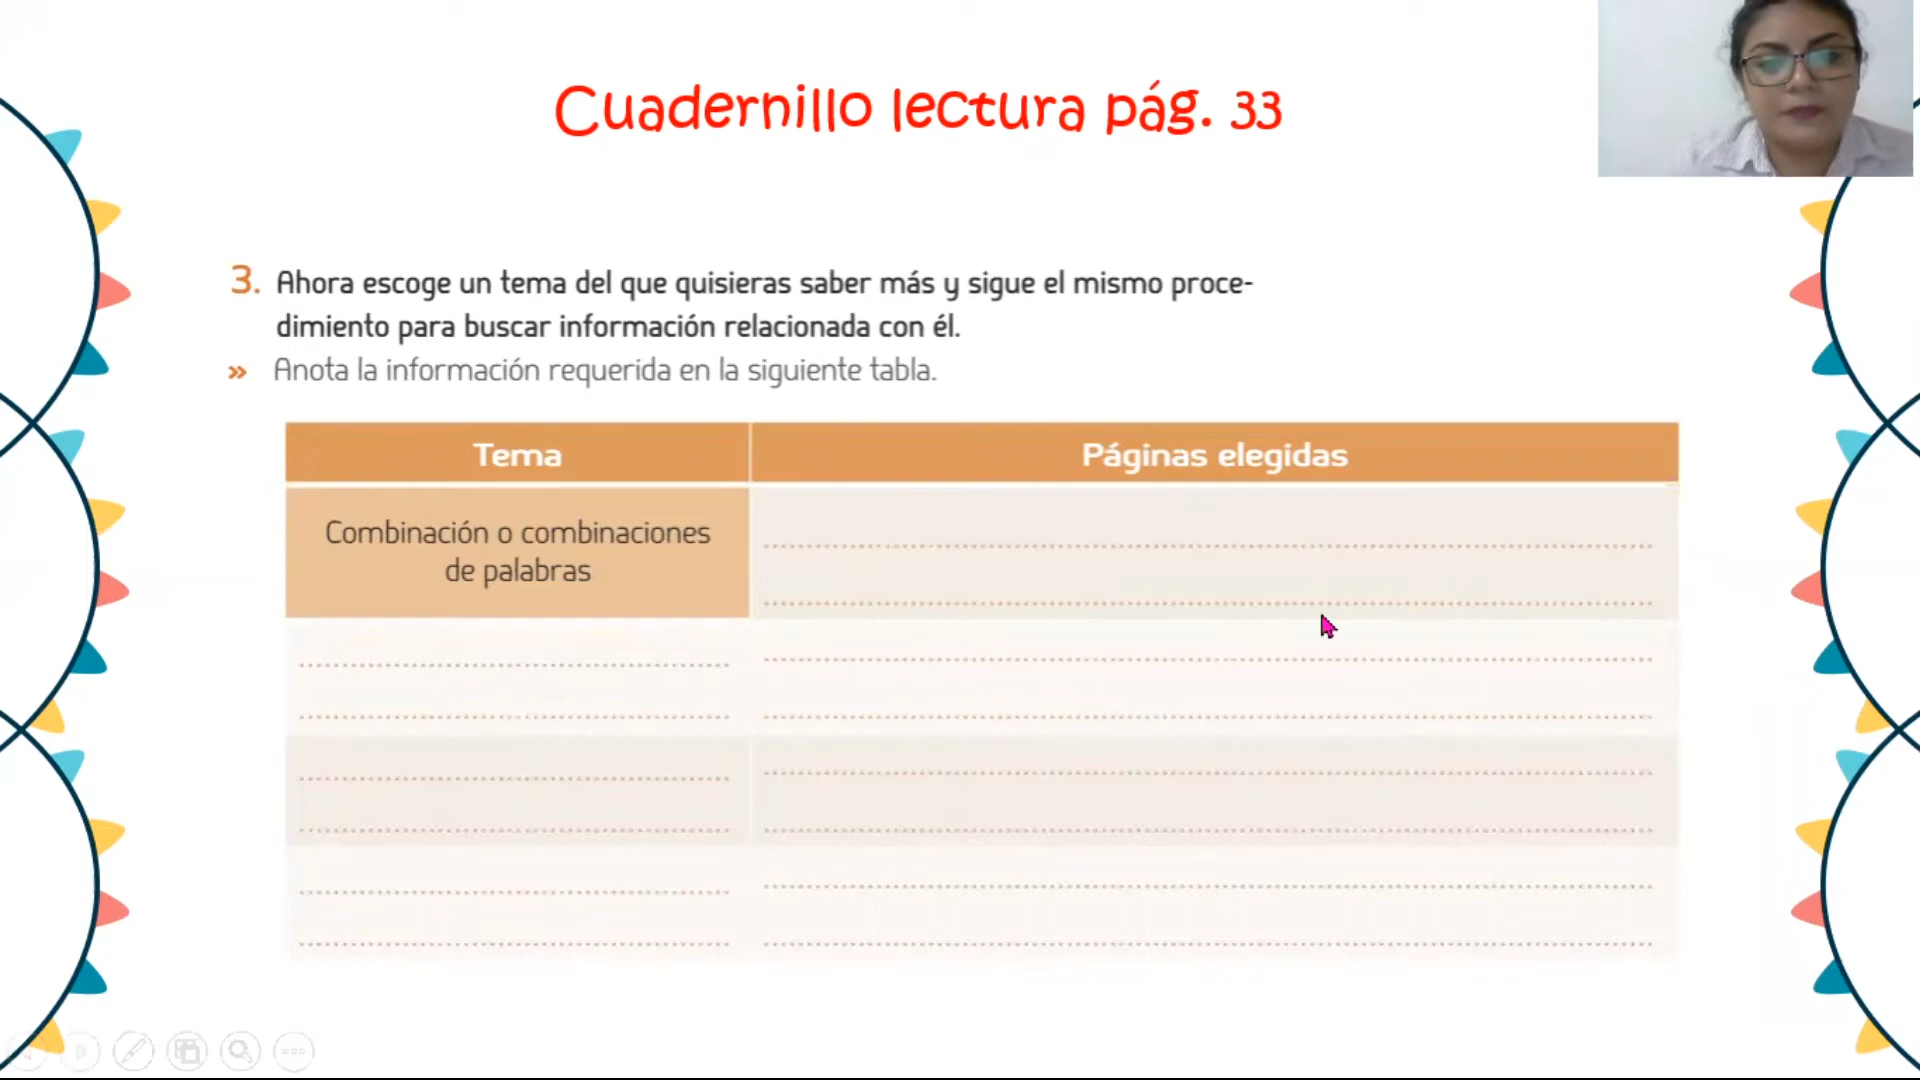 Cuadernillo lectura pág. 33
3. Ahora escoge un tema del que quisieras saber más y sigue el mismo proce-
dimiento para buscar información relacionada con él.
» Anota la información requerida en la siguiente tabla.
Tema
Páginas elegidas
Combinación o combinaciones
de palabras